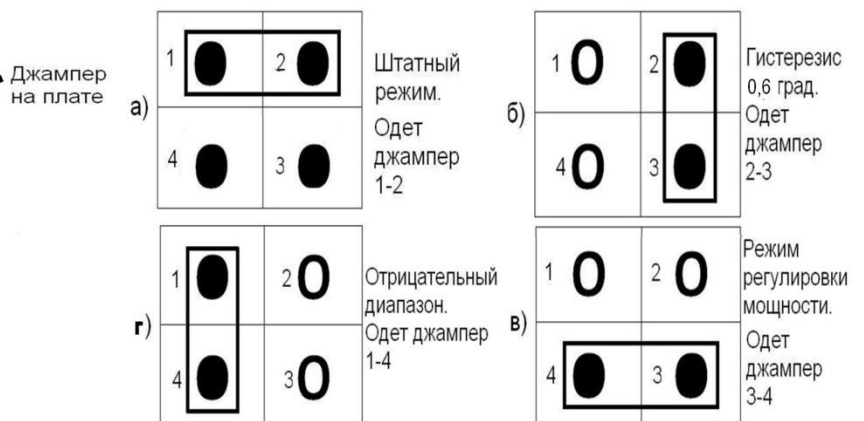 Джампер
на плате
а)
1
2
4
3
Штатный
режим.
Одет
джампер
1-2
б)
1
2
4
3
Гистерезис
0,6 град.
Одет
джампер
2-3
г)
1
2
4
3
Отрицательный
диапазон.
Одет джампер
1-4
в)
1
2
4
3
Режим
регулировки
мощности.
Одет
джампер
3-4